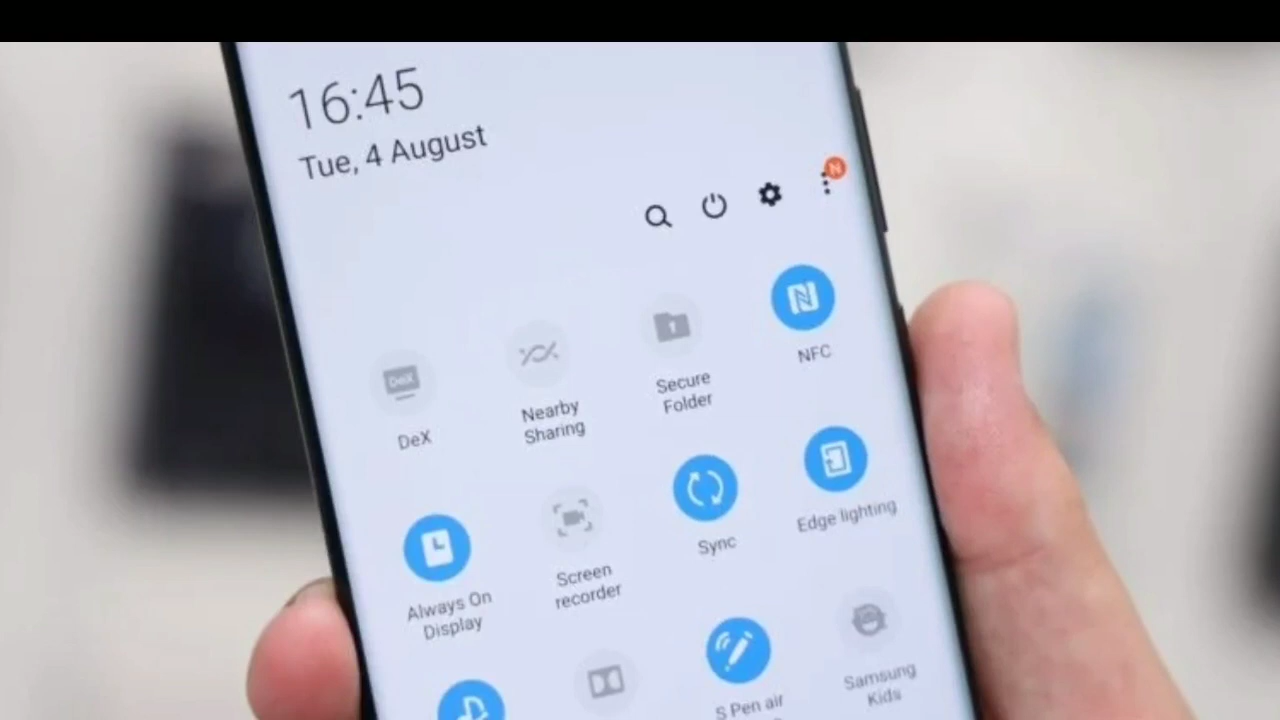 16:45
Tue, 4 August
N
NFC
Secure
Folder
Nearby
Sharing
DeX
DeX
Edge lighting
Sync
Screen
recorder
Always On
Display
Samsung
Kids
S Pen air